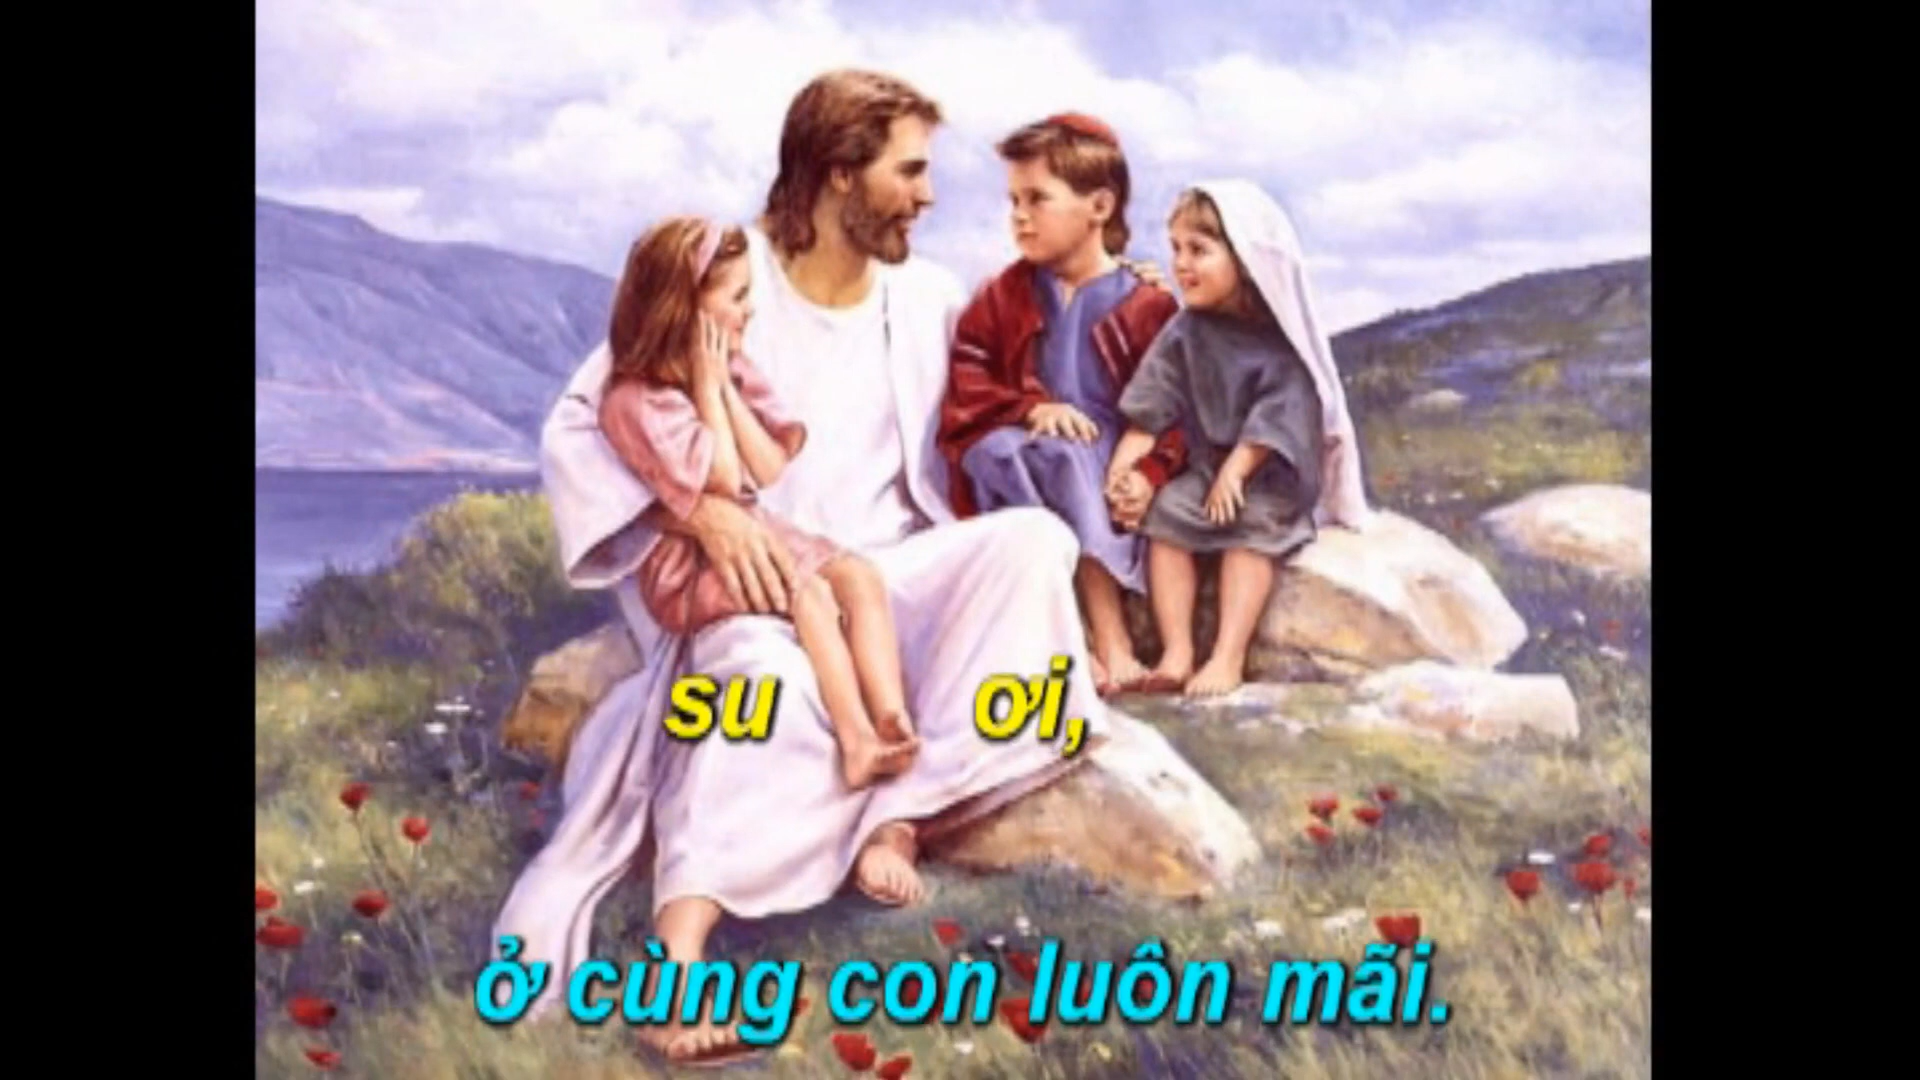 su ơi,
ở cùng con luôn mãi.